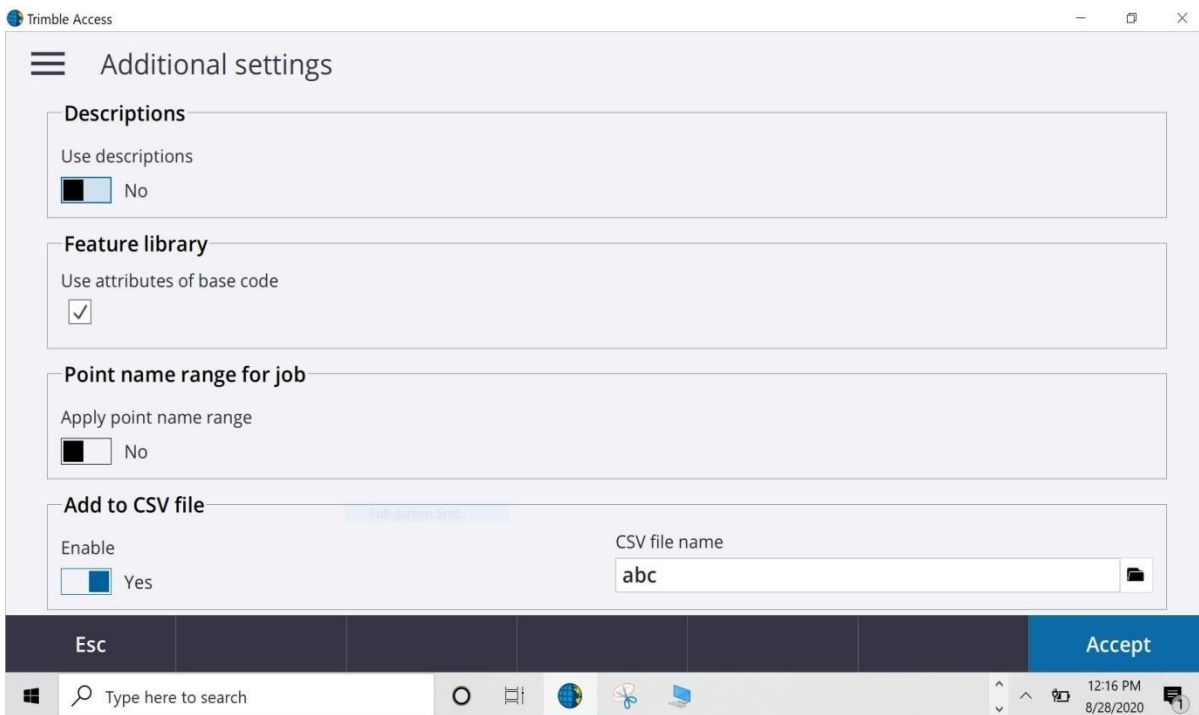 Trimble Access
Additional settings
Descriptions
Use descriptions
No
Feature library
Use attributes of base code
Point name range for job
Apply point name range
No
Add to CSV file
Full-screen Snip
Enable
CSV file name
Yes
abc
Esc
Accept
Type here to search
12:16 PM
8/28/2020
1